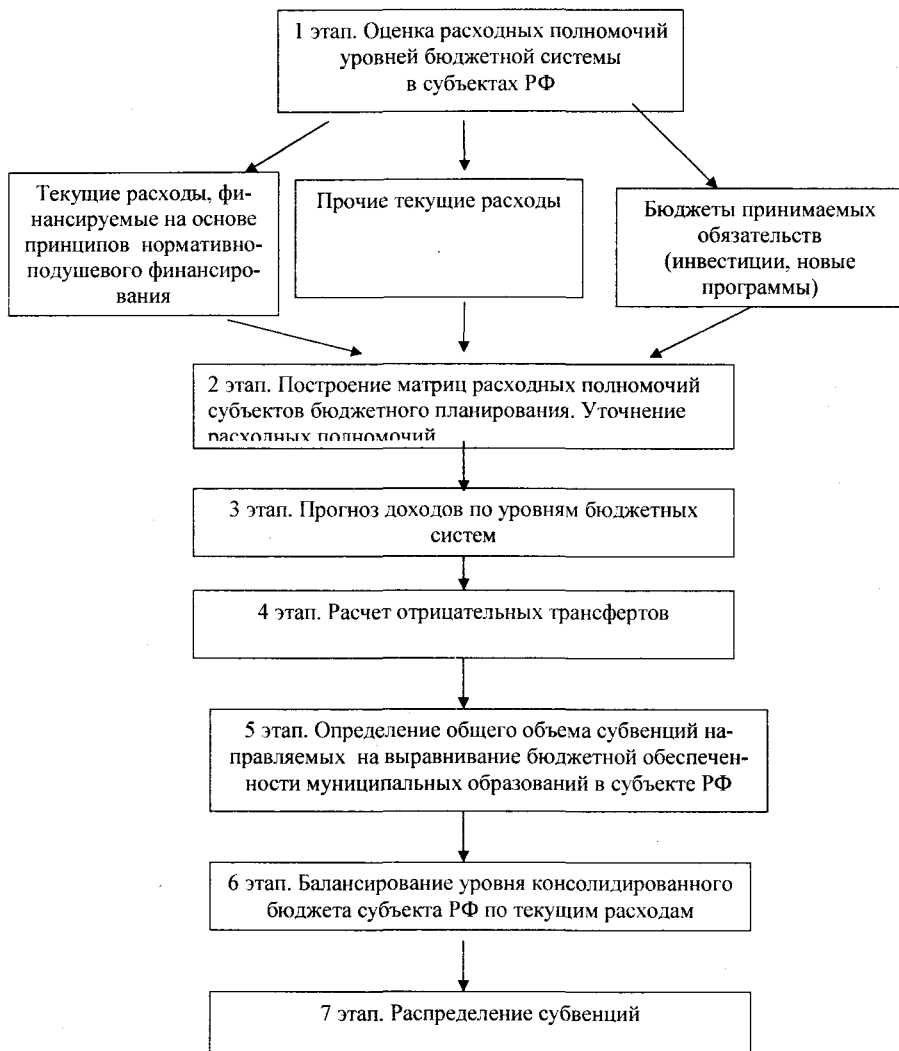 1 этап. Оценка расходных полномочий
уровней бюджетной системы
в субъектах РФ
Текущие расходы, фи-
нансируемые на основе
принципов нормативно-
подушевого финансиро-
вания
Прочие текущие расходы
Бюджеты принимаемых
обязательств
(инвестиции, новые
программы)
2 этап. Построение матриц расходных полномочий
субъектов бюджетного планирования. Уточнение
расходных полномочий
3 этап. Прогноз доходов по уровням бюджетных
систем
4 этап. Расчет отрицательных трансфертов
5 этап. Определение общего объема субвенций на-
правляемых на выравнивание бюджетной обеспечен-
ности муниципальных образований в субъекте РФ
6 этап. Балансирование уровня консолидированного
бюджета субъекта РФ по текущим расходам
7 этап. Распределение субвенций